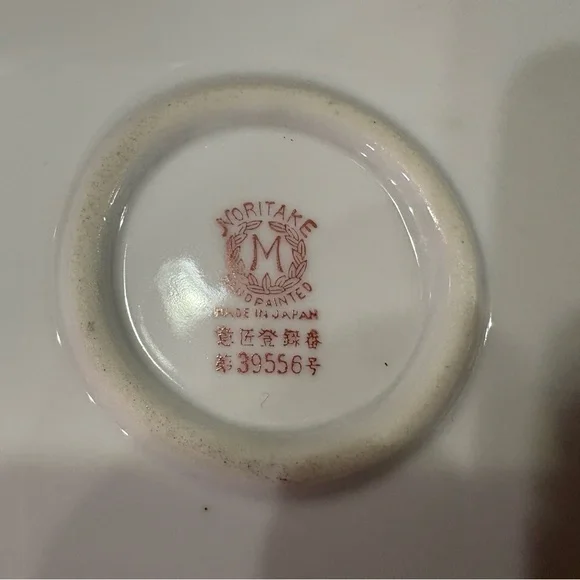 NORITAKE
M
HANDPAINTED
MADE IN JAPAN
意匠登録番
第39556号